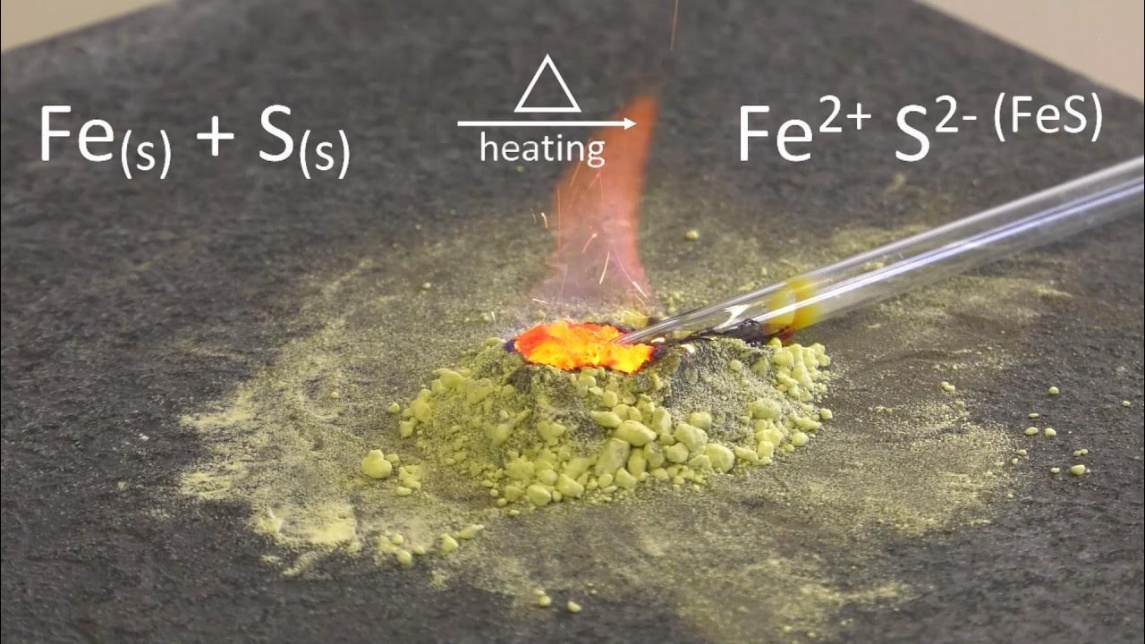 Fe(s) + S(s)
△
heating
Fe2+ S2- (FeS)